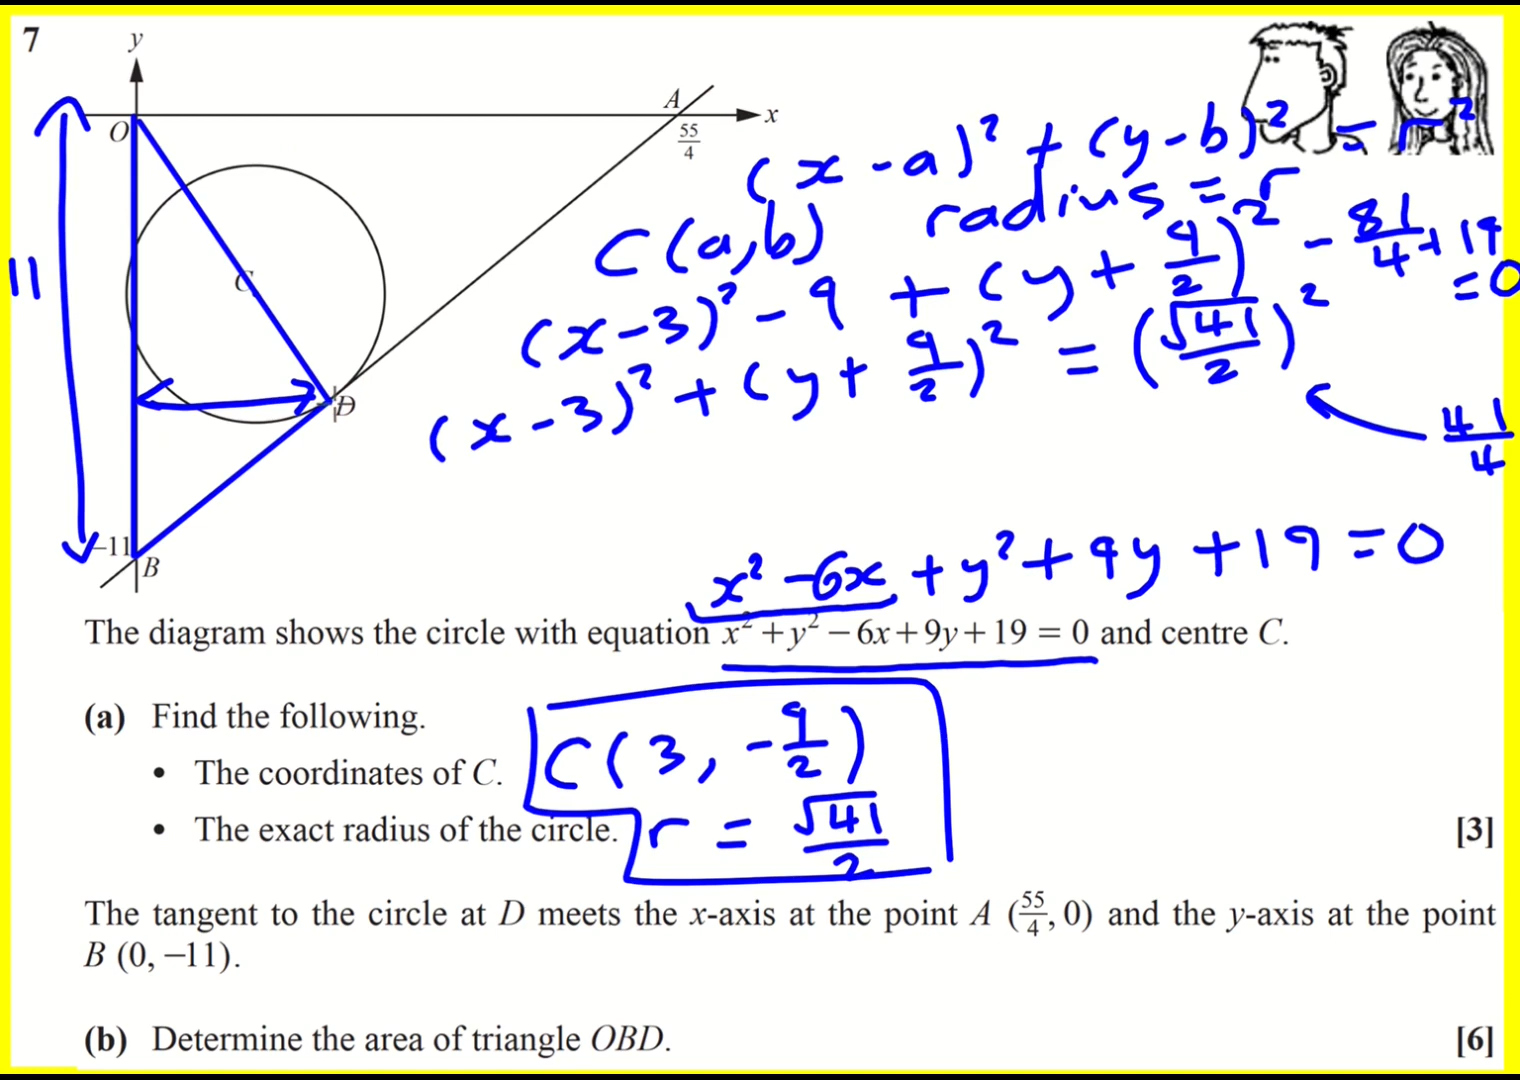 7
y
O
A
x
55/4
11
C
D
-11
B
(x - a)² + (y - b)² = r²
C(a, b) radius = r
(x - 3)² - 9 + (y + 9/2)² - 81/4 + 19 = 0
(x - 3)² + (y + 9/2)² = (√41/2)²
41/4
x² - 6x + y² + 9y + 19 = 0
The diagram shows the circle with equation x² + y² − 6x + 9y + 19 = 0 and centre C.
(a) Find the following.
• The coordinates of C.
C(3, -9/2)
• The exact radius of the circle.
r = √41/2
[3]
The tangent to the circle at D meets the x-axis at the point A (55/4, 0) and the y-axis at the point
B (0, −11).
(b) Determine the area of triangle OBD.
[6]